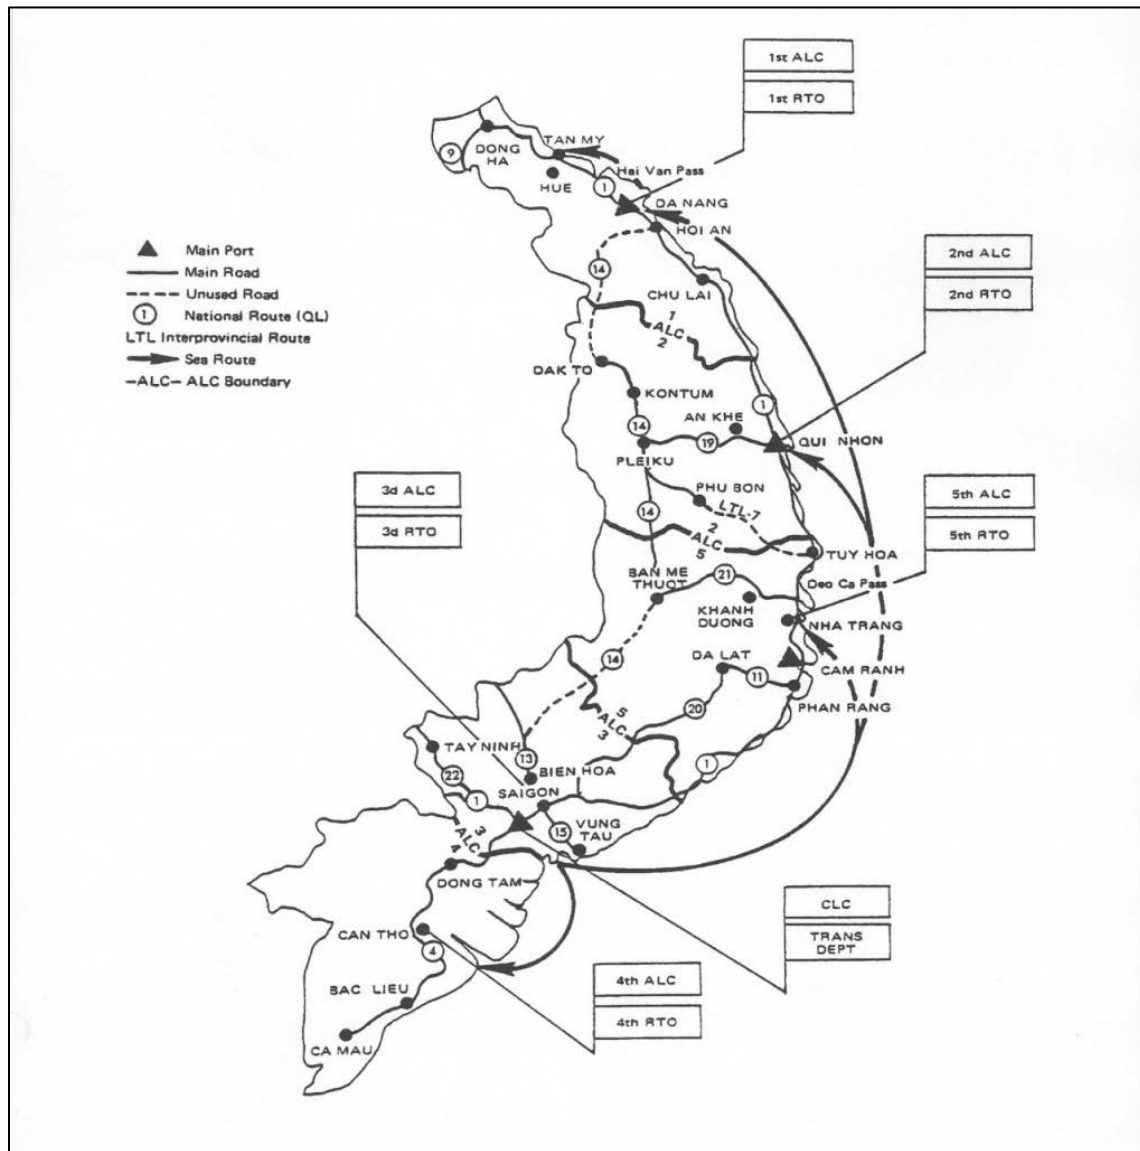 1st ALC
1st RTO
TAN MY
DONG
HA
9
Hai Van Pass
HUE
1
DA NANG
HOI AN
Main Port
Main Road
Unused Road
1 National Route (QL)
LTL Interprovincial Route
Sea Route
–ALC– ALC Boundary
2nd ALC
2nd RTO
14
CHU LAI
1
ALC
2
DAK TO
KONTUM
1
AN KHE
14
19
QUI NHON
PLEIKU
3d ALC
3d RTO
PHU BON
LTL-7
5th ALC
5th RTO
14
2
ALC
5
TUY HOA
BAN ME
THUOT
21
Deo Ca Pass
KHANH
DUONG
NHA TRANG
14
DA LAT
11
CAM RANH
PHAN RANG
20
5
ALC
3
TAY NINH
13
1
22
BIEN HOA
1
SAIGON
3
ALC
4
15
VUNG
TAU
DONG TAM
CLC
TRANS
DEPT
CAN THO
4
4th ALC
4th RTO
BAC LIEU
CA MAU